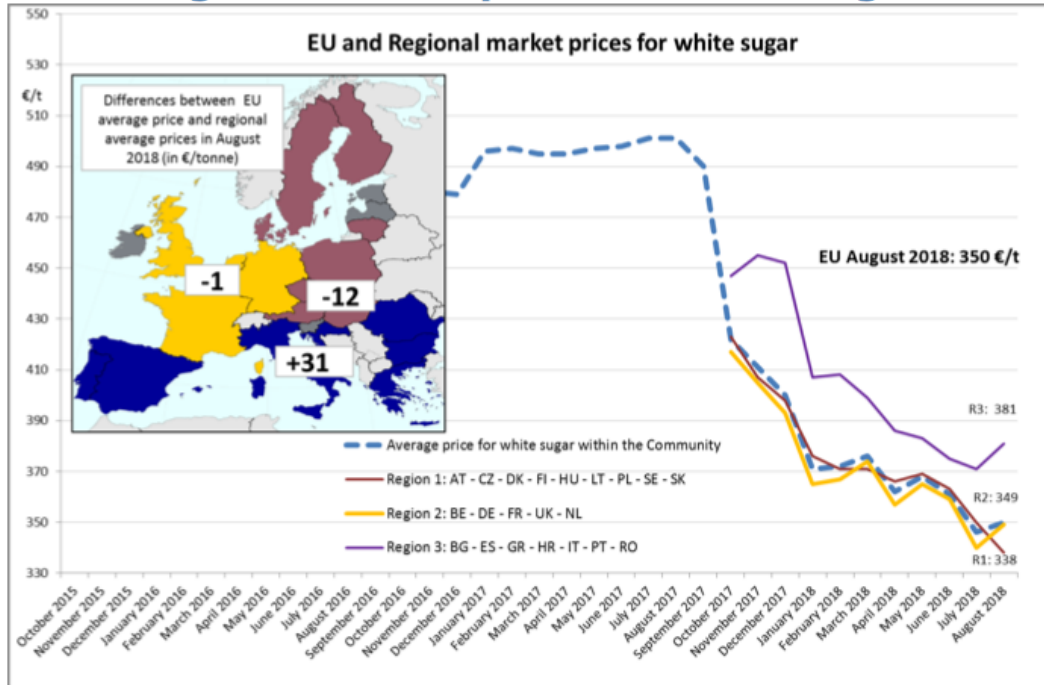 550
EU and Regional market prices for white sugar
530
€/t
Differences between EU
average price and regional
average prices in August
2018 (in €/tonne)
510
490
470
EU August 2018: 350 €/t
450
-1
-12
430
+31
410
R3: 381
390
Average price for white sugar within the Community
370
Region 1: AT - CZ - DK - FI - HU - LT - PL - SE - SK
R2: 349
350
Region 2: BE - DE - FR - UK - NL
Region 3: BG - ES - GR - HR - IT - PT - RO
R1: 338
330
October 2015
November 2015
December 2015
January 2016
February 2016
March 2016
April 2016
May 2016
June 2016
July 2016
August 2016
September 2016
October 2016
November 2016
December 2016
January 2017
February 2017
March 2017
April 2017
May 2017
June 2017
July 2017
August 2017
September 2017
October 2017
November 2017
December 2017
January 2018
February 2018
March 2018
April 2018
May 2018
June 2018
July 2018
August 2018